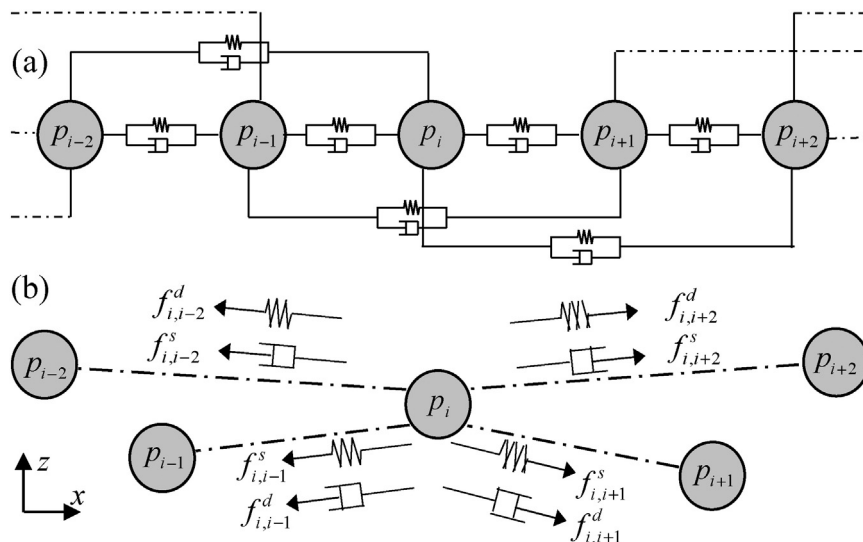 (a)
p_{i-2} p_{i-1} p_i p_{i+1} p_{i+2}
(b)
f^d_{i,i-2} f^d_{i,i+2}
f^s_{i,i-2} f^s_{i,i+2}
p_{i-2} p_i p_{i+2}
p_{i-1} p_{i+1}
f^s_{i,i-1} f^s_{i,i+1}
f^d_{i,i-1} f^d_{i,i+1}
z
x